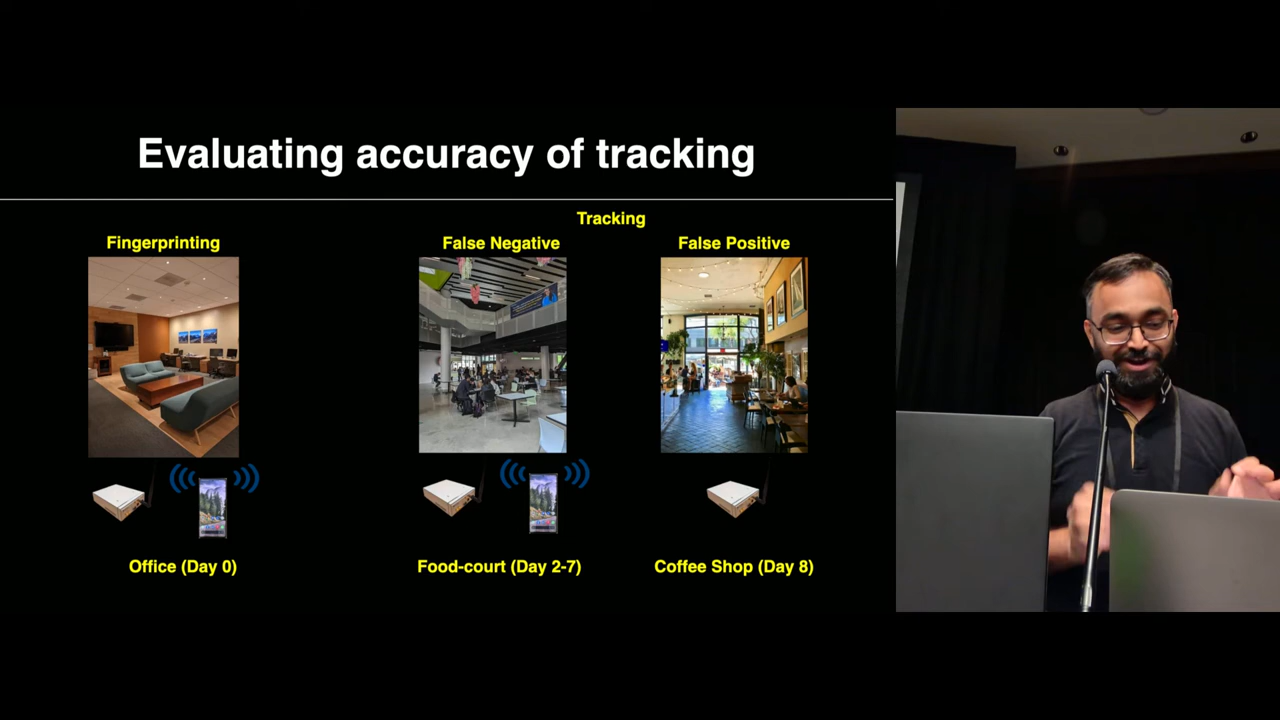 Evaluating accuracy of tracking
Tracking
Fingerprinting
False Negative
False Positive
Office (Day 0)
Food-court (Day 2-7)
Coffee Shop (Day 8)